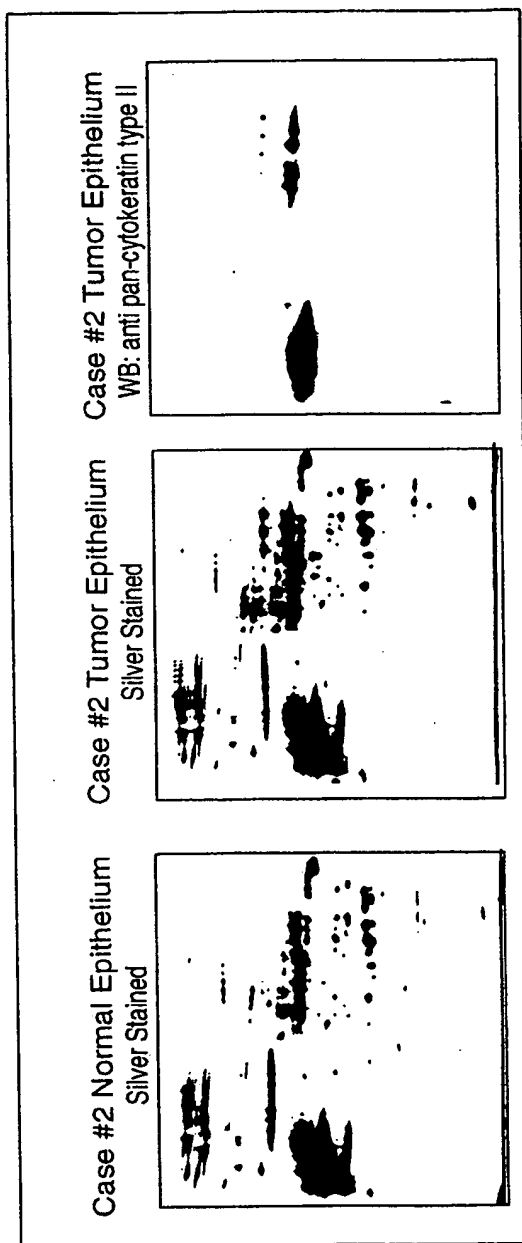 Case #2 Normal Epithelium
Silver Stained
Case #2 Tumor Epithelium
Silver Stained
Case #2 Tumor Epithelium
WB: anti pan-cytokeratin type II